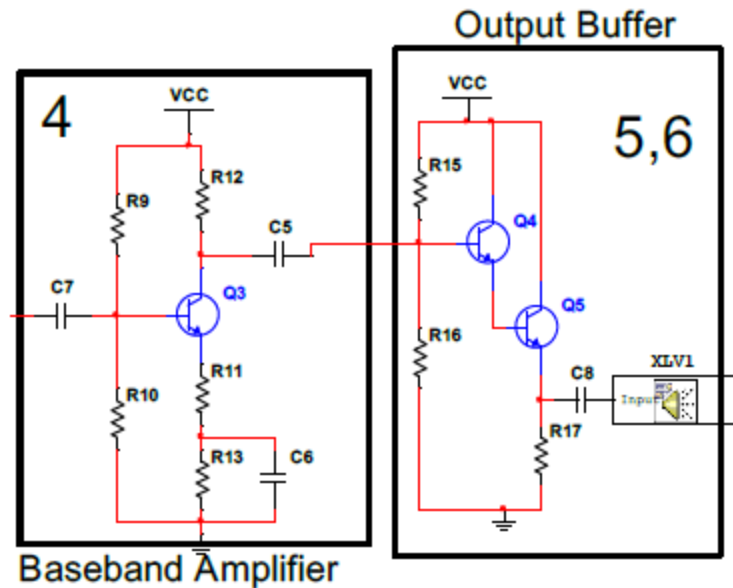 Output Buffer
4
VCC
R9
R12
C5
C7
Q3
R10
R11
R13
C6
Baseband Amplifier
VCC
5,6
R15
Q4
Q5
R16
C8
XLV1
Input
R17